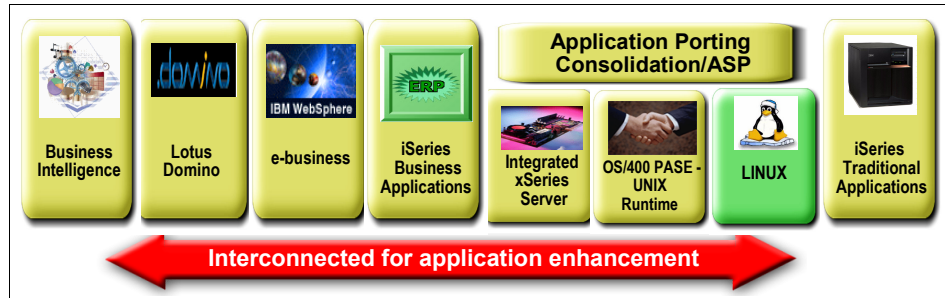 Business
Intelligence
domino
Lotus
Domino
IBM WebSphere
e-business
ERP
iSeries
Business
Applications
Application Porting
Consolidation/ASP
Integrated
xSeries
Server
OS/400 PASE -
UNIX
Runtime
LINUX
iSeries
Traditional
Applications
Interconnected for application enhancement